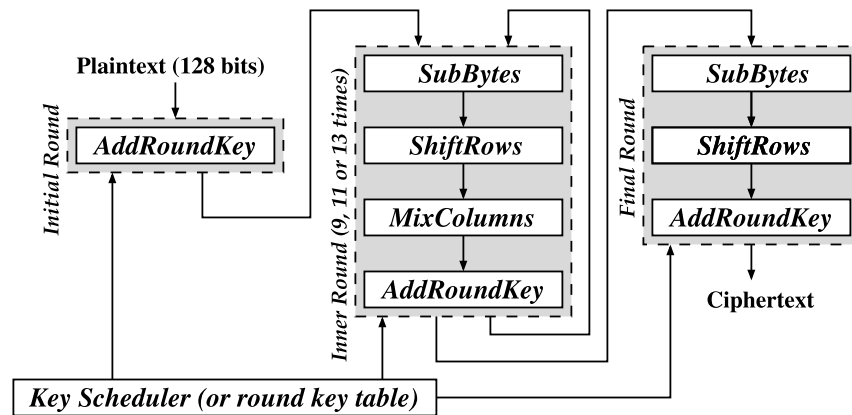 Plaintext (128 bits)
Initial Round
AddRoundKey
Inner Round (9, 11 or 13 times)
SubBytes
ShiftRows
MixColumns
AddRoundKey
Final Round
SubBytes
ShiftRows
AddRoundKey
Ciphertext
Key Scheduler (or round key table)